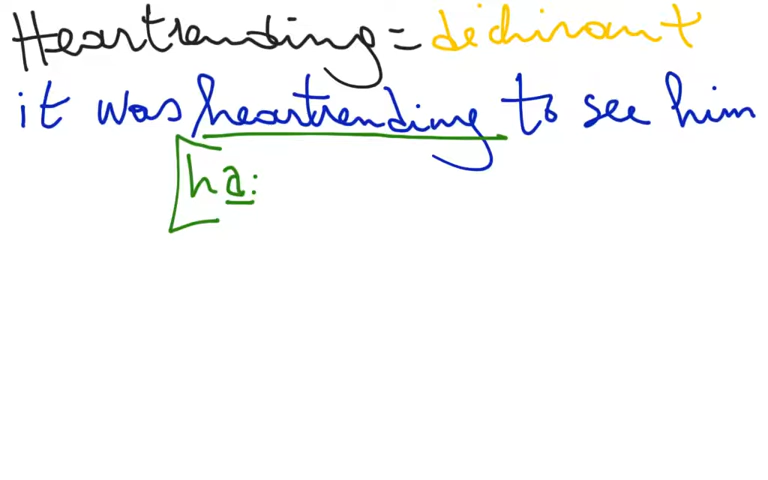 Heartrending = déchirant
it was heartrending to see him
[ha: